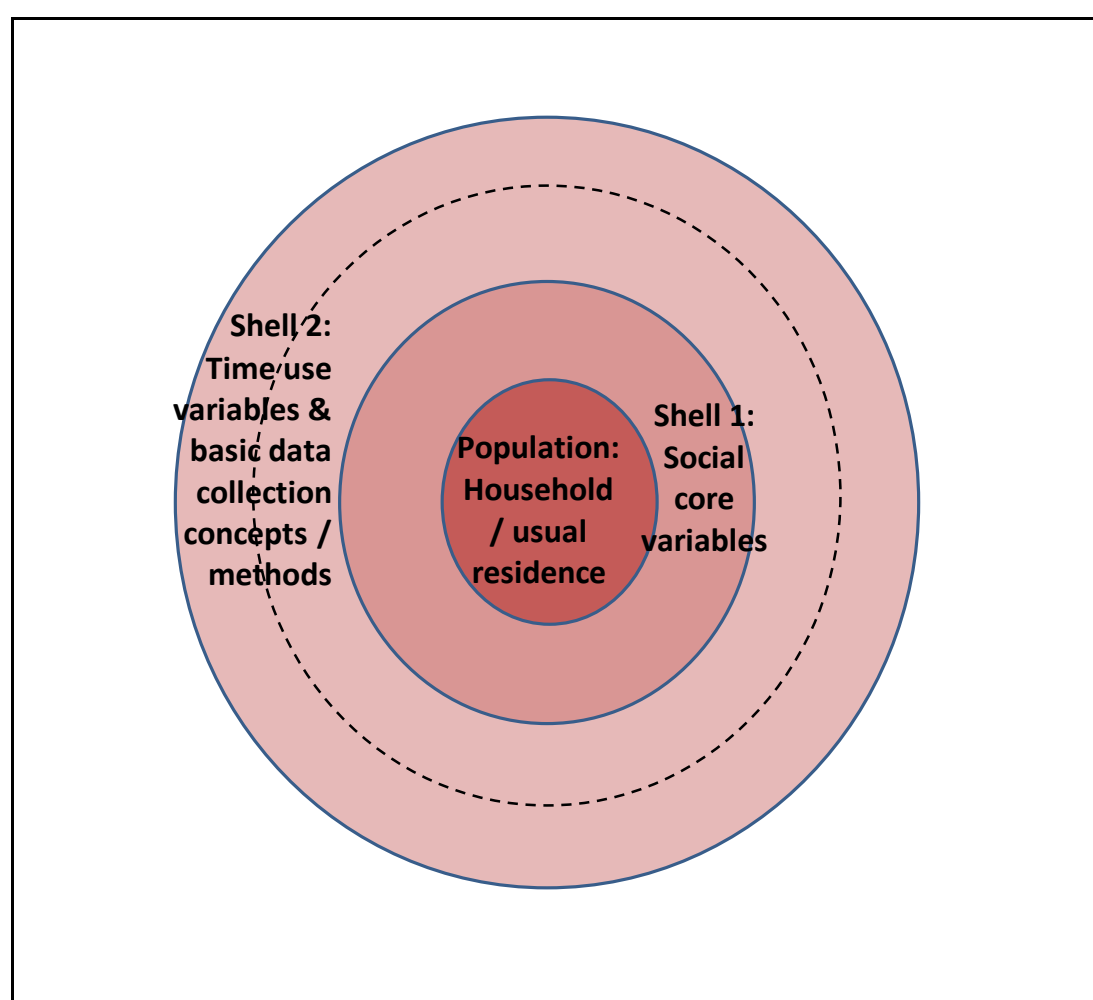 Shell 2:
Time use
variables &
basic data
collection
concepts /
methods
Population:
Household
/ usual
residence
Shell 1:
Social
core
variables